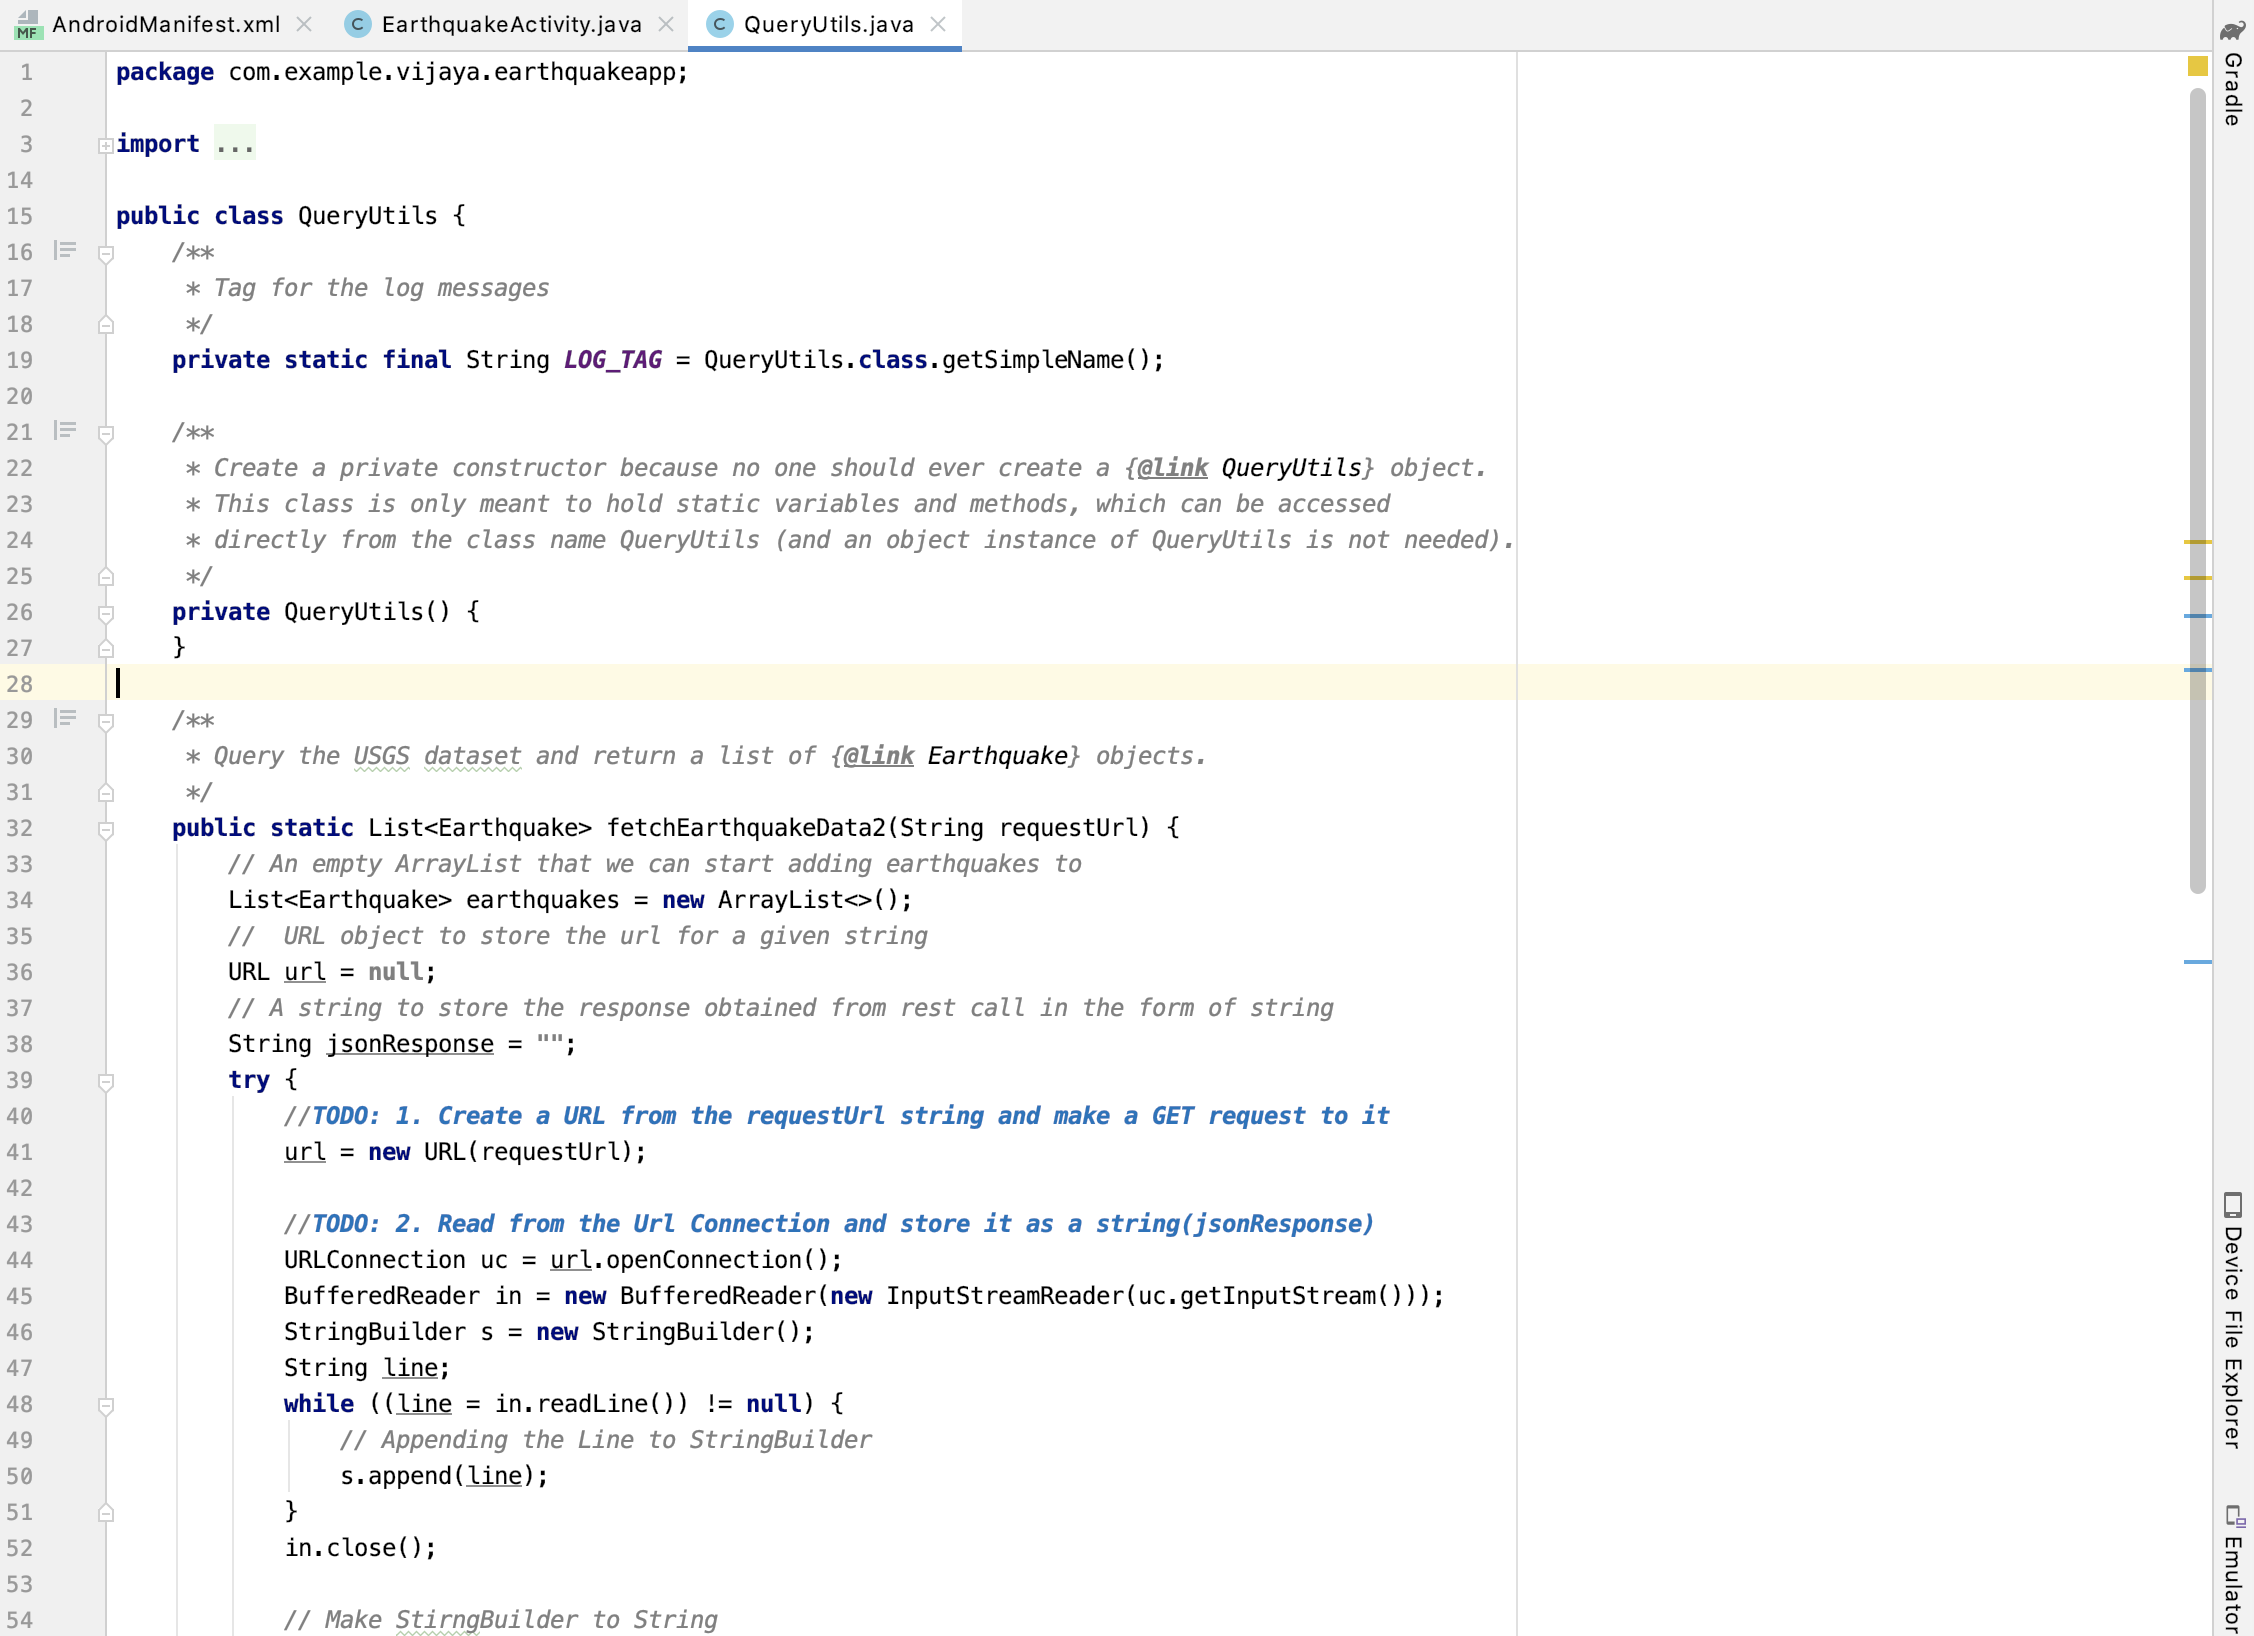 AndroidManifest.xml EarthquakeActivity.java QueryUtils.java
1 package com.example.vijaya.earthquakeapp;
2
3 import ...
14
15 public class QueryUtils {
16 /**
17 * Tag for the log messages
18 */
19 private static final String LOG_TAG = QueryUtils.class.getSimpleName();
20
21 /**
22 * Create a private constructor because no one should ever create a {@link QueryUtils} object.
23 * This class is only meant to hold static variables and methods, which can be accessed
24 * directly from the class name QueryUtils (and an object instance of QueryUtils is not needed).
25 */
26 private QueryUtils() {
27 }
28
29 /**
30 * Query the USGS dataset and return a list of {@link Earthquake} objects.
31 */
32 public static List<Earthquake> fetchEarthquakeData2(String requestUrl) {
33 // An empty ArrayList that we can start adding earthquakes to
34 List<Earthquake> earthquakes = new ArrayList<>();
35 //  URL object to store the url for a given string
36 URL url = null;
37 // A string to store the response obtained from rest call in the form of string
38 String jsonResponse = "";
39 try {
40 //TODO: 1. Create a URL from the requestUrl string and make a GET request to it
41 url = new URL(requestUrl);
42
43 //TODO: 2. Read from the Url Connection and store it as a string(jsonResponse)
44 URLConnection uc = url.openConnection();
45 BufferedReader in = new BufferedReader(new InputStreamReader(uc.getInputStream()));
46 StringBuilder s = new StringBuilder();
47 String line;
48 while ((line = in.readLine()) != null) {
49 // Appending the Line to StringBuilder
50 s.append(line);
51 }
52 in.close();
53
54 // Make StirngBuilder to String
Gradle
Device File Explorer
Emulator